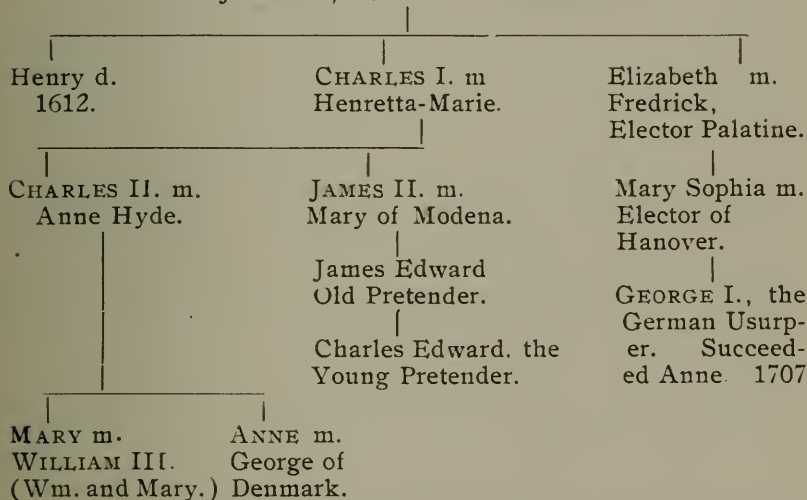 Henry d.
1612.
CHARLES I. m
Henretta-Marie.
Elizabeth m.
Fredrick,
Elector Palatine.
CHARLES II. m.
Anne Hyde.
JAMES II. m.
Mary of Modena.
James Edward
Old Pretender.
Charles Edward. the
Young Pretender.
Mary Sophia m.
Elector of
Hanover.
GEORGE I., the
German Usurp-
er. Succeed-
ed Anne. 1707
MARY m.
WILLIAM III.
(Wm. and Mary.)
ANNE m.
George of
Denmark.